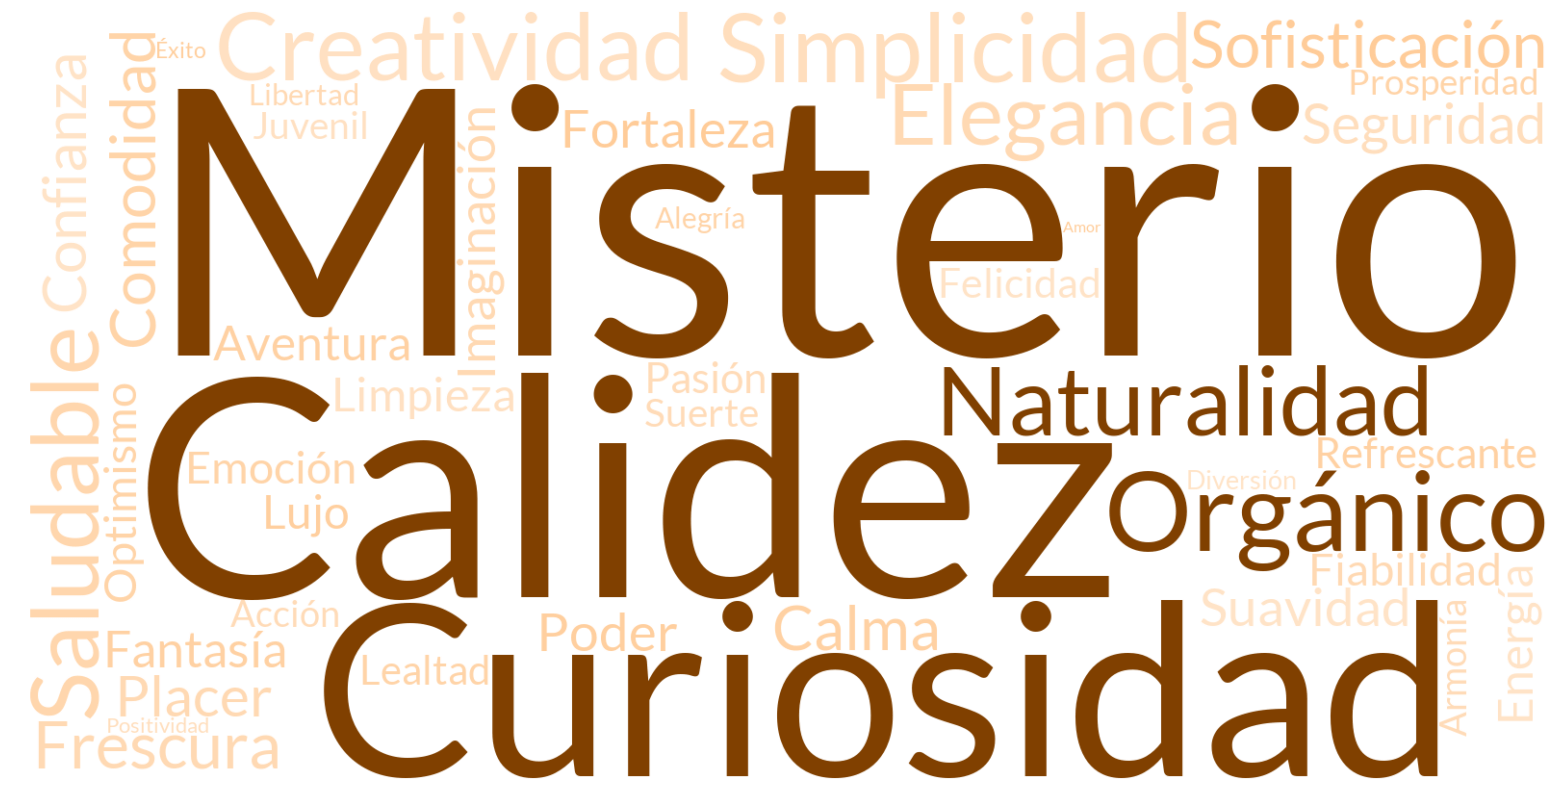 Éxito
Creatividad
Simplicidad
Sofisticación
Prosperidad
Libertad
Juvenil
Confianza
Comodidad
Imaginación
Fortaleza
Elegancia
Seguridad
Misterio
Alegría
Amor
Felicidad
Aventura
Limpieza
Pasión
Suerte
Naturalidad
Saludable
Optimismo
Emoción
Lujo
Calidez
Refrescante
Diversión
Orgánico
Fiabilidad
Suavidad
Energía
Armonía
Acción
Fantasía
Poder
Calma
Lealtad
Placer
Positividad
Frescura
Curiosidad